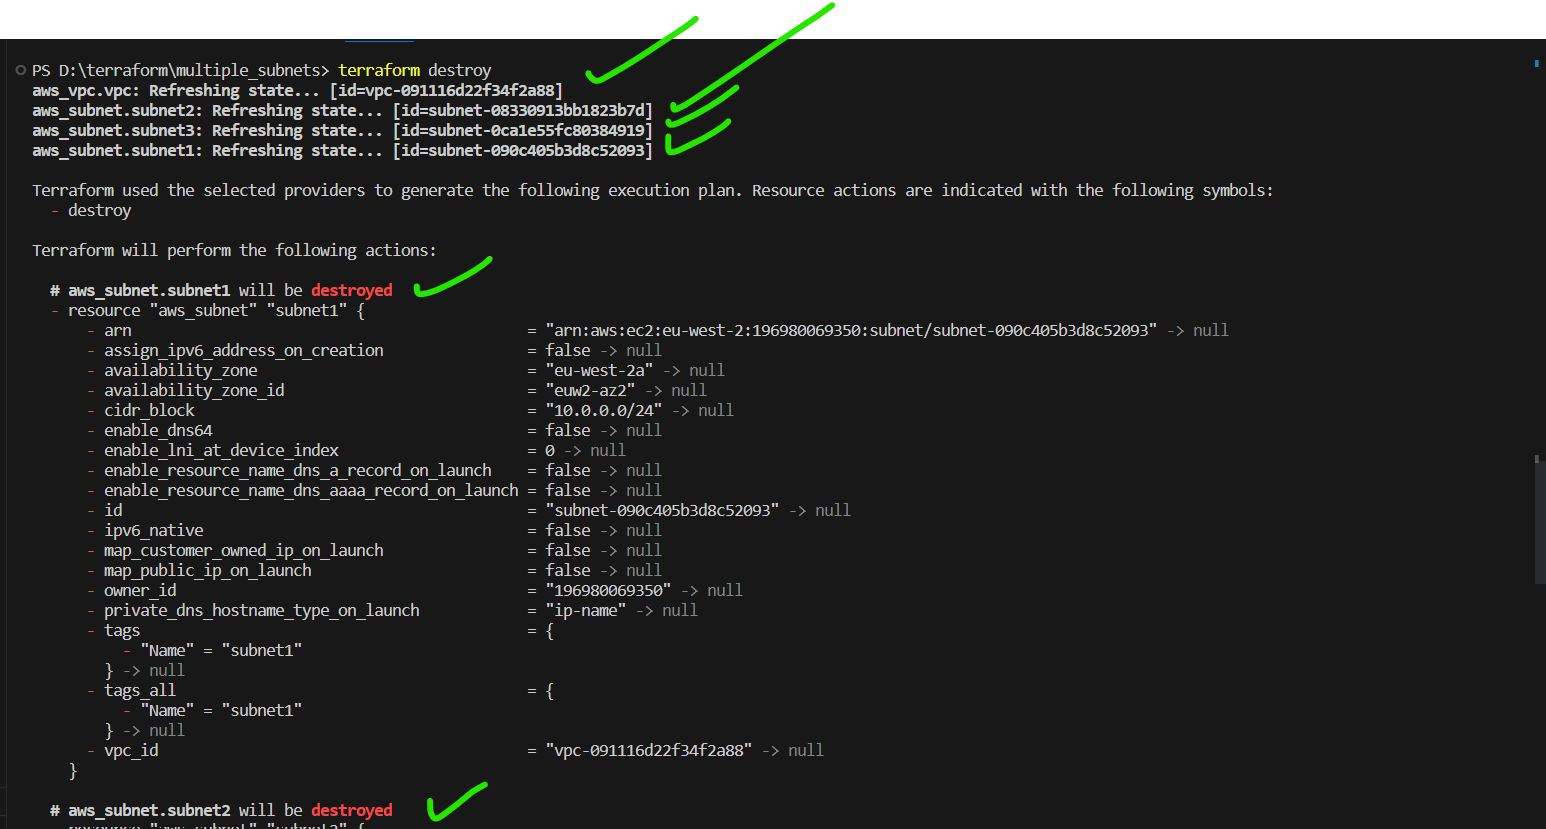 PS D:\terraform\multiple_subnets> terraform destroy
aws_vpc.vpc: Refreshing state... [id=vpc-091116d22f34f2a88]
aws_subnet.subnet2: Refreshing state... [id=subnet-08330913bb1823b7d]
aws_subnet.subnet3: Refreshing state... [id=subnet-0ca1e55fc80384919]
aws_subnet.subnet1: Refreshing state... [id=subnet-090c405b3d8c52093]
Terraform used the selected providers to generate the following execution plan. Resource actions are indicated with the following symbols:
- destroy
Terraform will perform the following actions:
# aws_subnet.subnet1 will be destroyed
- resource "aws_subnet" "subnet1" {
- arn = "arn:aws:ec2:eu-west-2:196980069350:subnet/subnet-090c405b3d8c52093" -> null
- assign_ipv6_address_on_creation = false -> null
- availability_zone = "eu-west-2a" -> null
- availability_zone_id = "euw2-az2" -> null
- cidr_block = "10.0.0.0/24" -> null
- enable_dns64 = false -> null
- enable_lni_at_device_index = 0 -> null
- enable_resource_name_dns_a_record_on_launch = false -> null
- enable_resource_name_dns_aaaa_record_on_launch = false -> null
- id = "subnet-090c405b3d8c52093" -> null
- ipv6_native = false -> null
- map_customer_owned_ip_on_launch = false -> null
- map_public_ip_on_launch = false -> null
- owner_id = "196980069350" -> null
- private_dns_hostname_type_on_launch = "ip-name" -> null
- tags = {
- "Name" = "subnet1"
} -> null
- tags_all = {
- "Name" = "subnet1"
} -> null
- vpc_id = "vpc-091116d22f34f2a88" -> null
}
# aws_subnet.subnet2 will be destroyed
- resource "aws_subnet" "subnet2" {